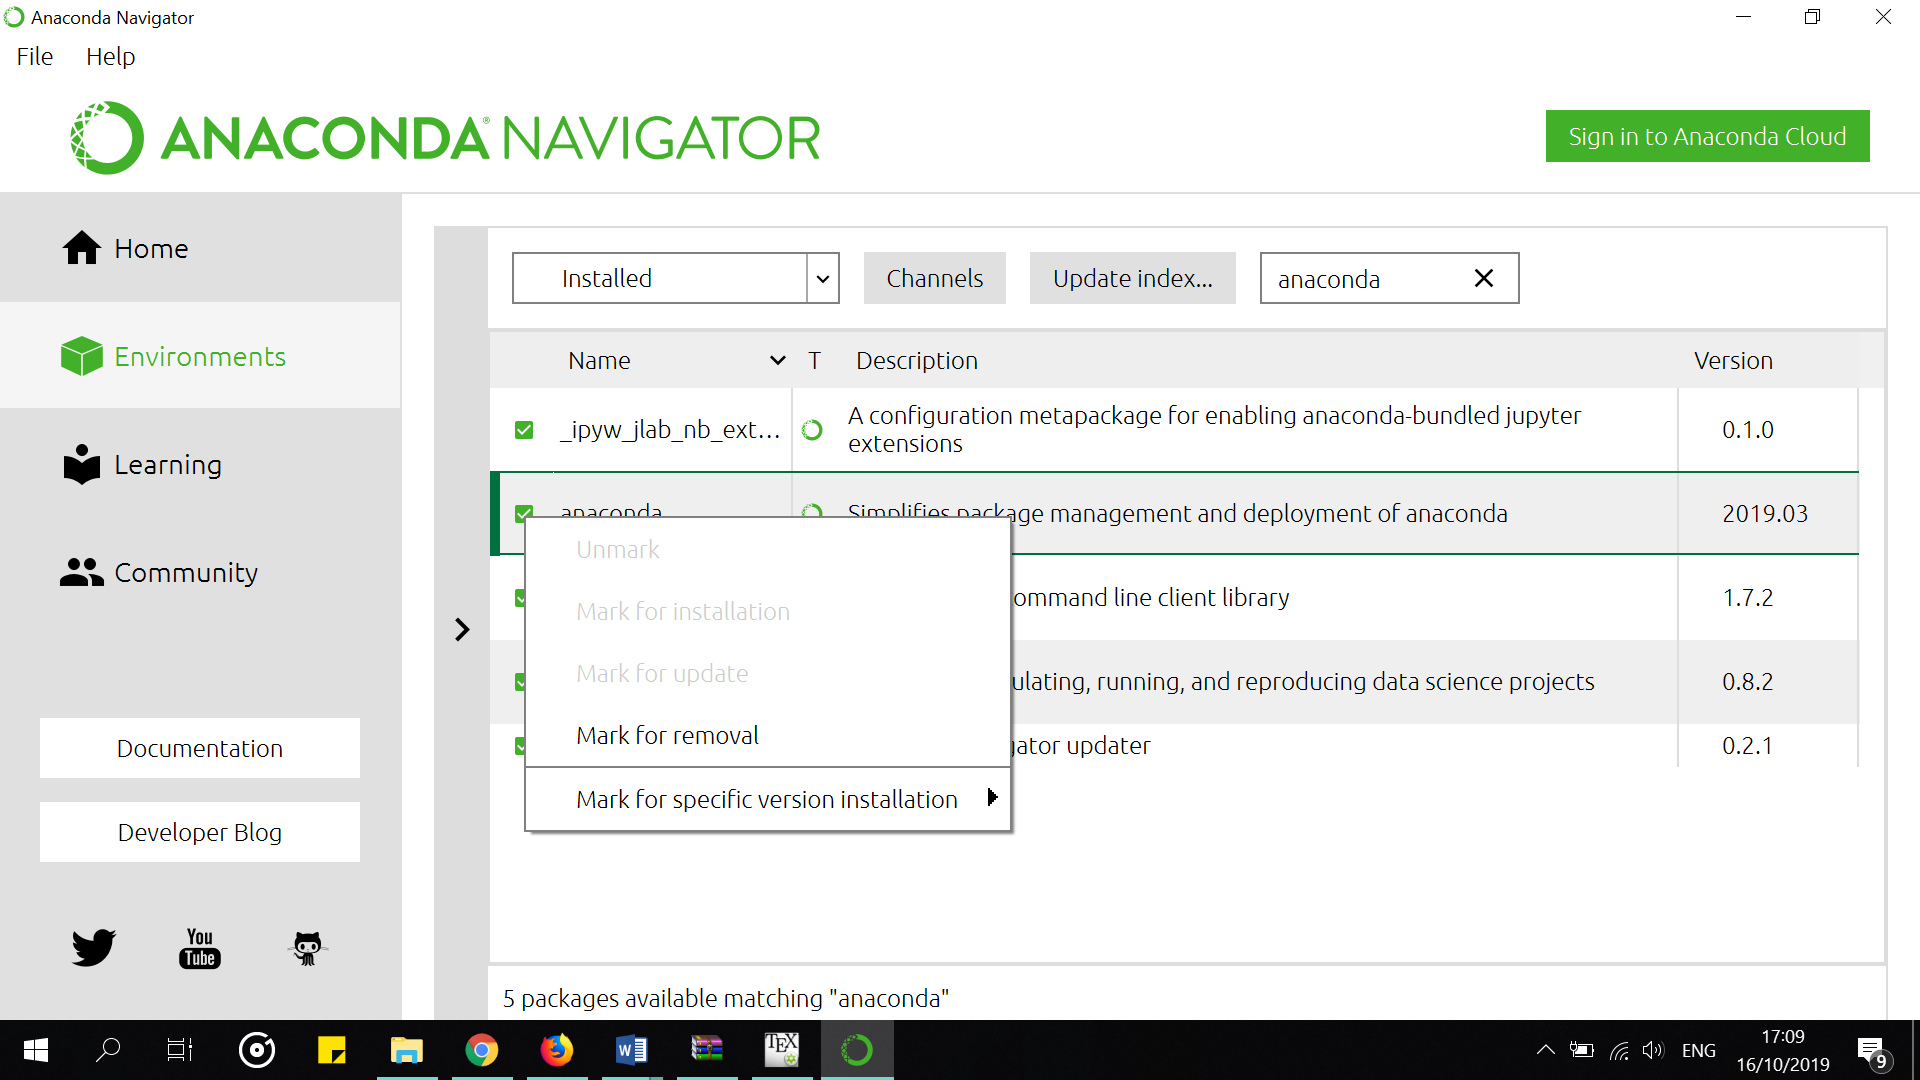 Anaconda Navigator
File Help
ANACONDA® NAVIGATOR
Sign in to Anaconda Cloud
Home
Environments
Learning
Community
Documentation
Developer Blog
You
Tube
Installed Channels Update index... anaconda
Name T Description Version
_ipyw_jlab_nb_ext... A configuration metapackage for enabling anaconda-bundled jupyter 0.1.0
extensions
anaconda Simplifies package management and deployment of anaconda 2019.03
ommand line client library 1.7.2
ulating, running, and reproducing data science projects 0.8.2
gator updater 0.2.1
Unmark
Mark for installation
Mark for update
Mark for removal
Mark for specific version installation
5 packages available matching "anaconda"
W TEX ENG 17:09 9
16/10/2019